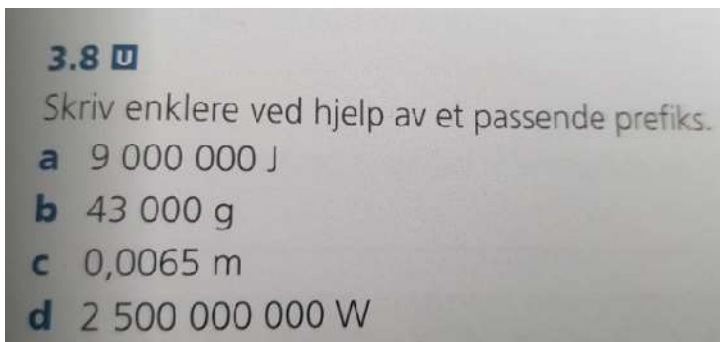 3.8 U
Skriv enklere ved hjelp av et passende prefiks.
a 9 000 000 J
b 43 000 g
c 0,0065 m
d 2 500 000 000 W